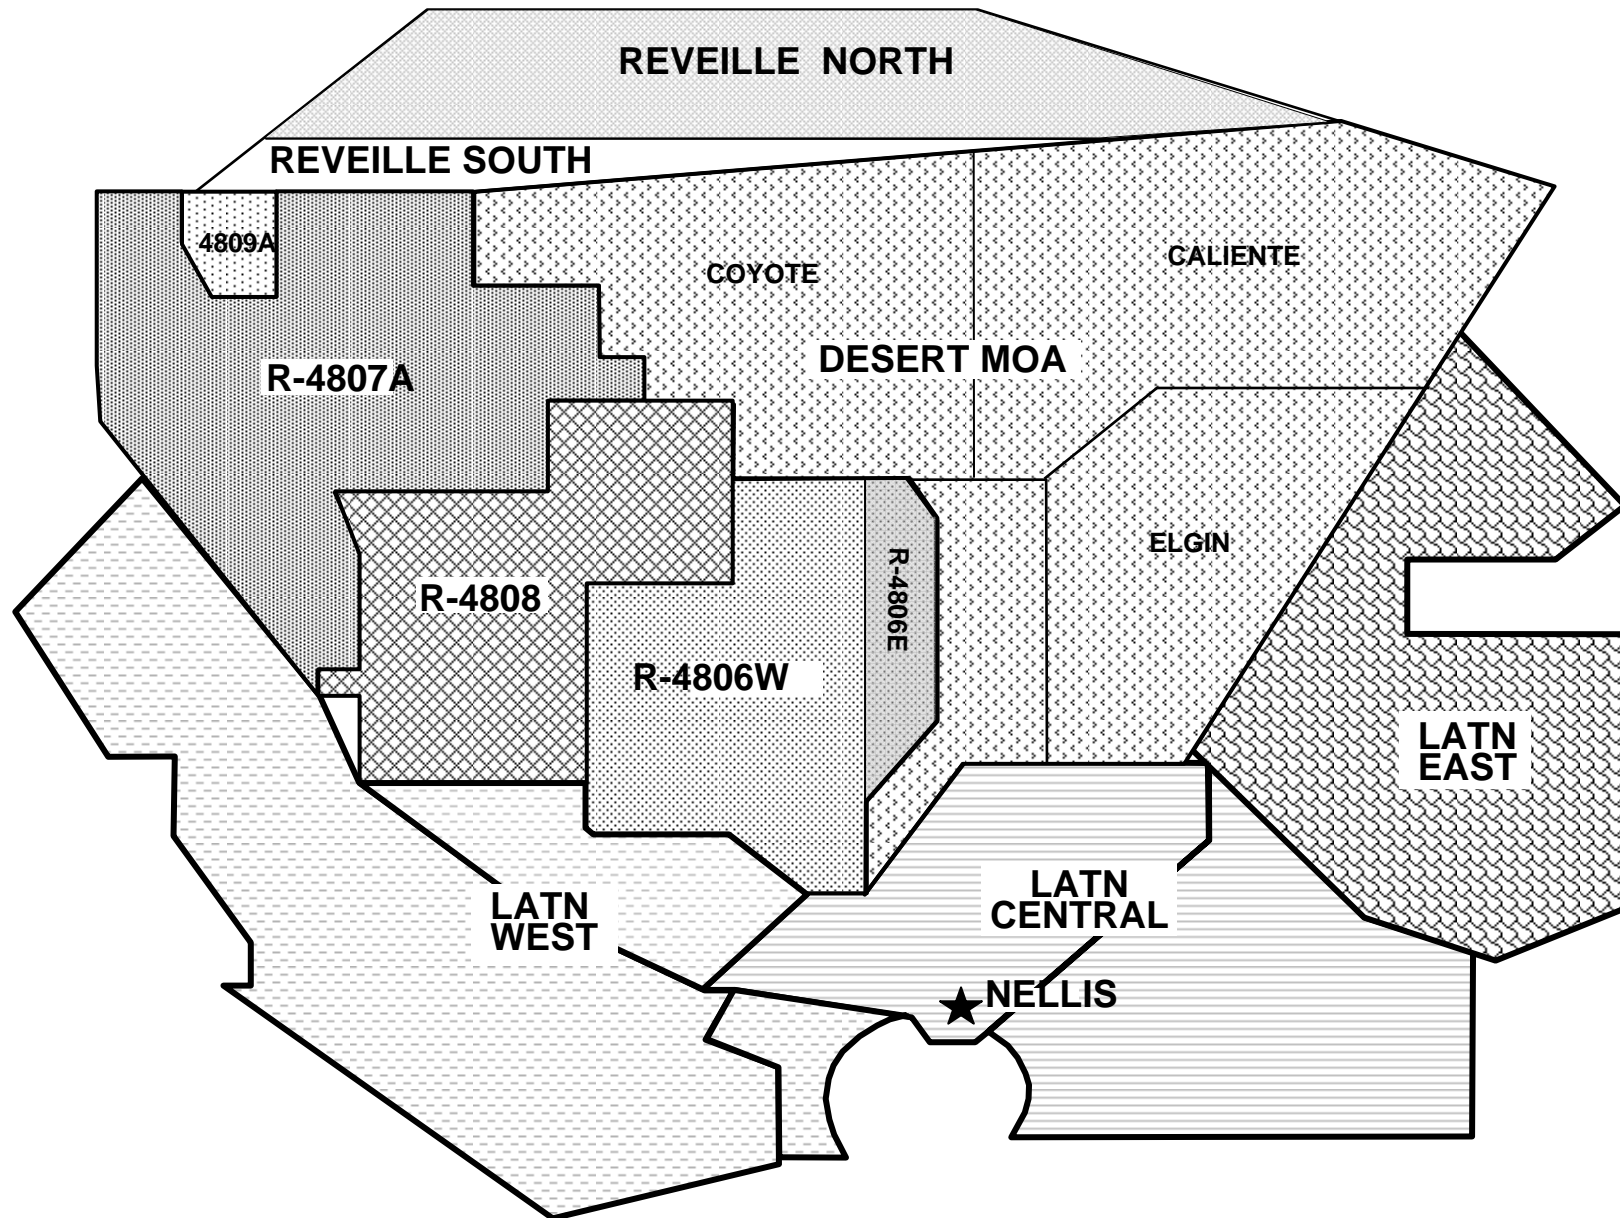 REVEILLE NORTH
REVEILLE SOUTH
4809A
COYOTE
CALIENTE
DESERT MOA
R-4807A
ELGIN
R-4808
R-4806E
R-4806W
LATN
EAST
LATN
CENTRAL
LATN
WEST
NELLIS